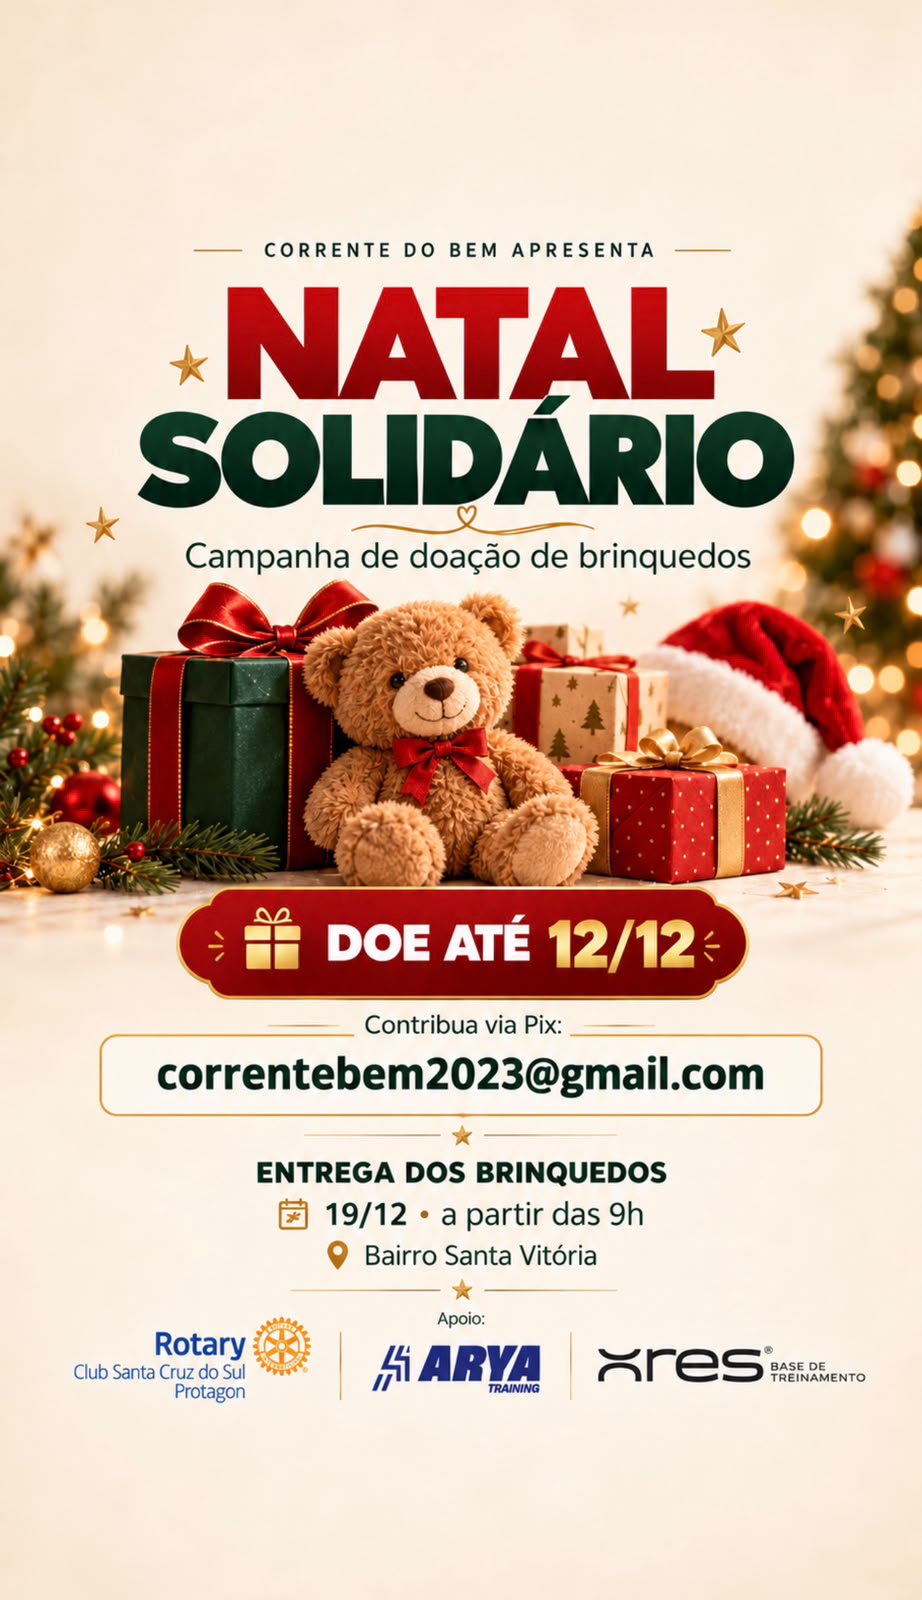 CORRENTE DO BEM APRESENTA
NATAL
SOLIDÁRIO
Campanha de doação de brinquedos
DOE ATÉ 12/12
Contribua via Pix:
correntebem2023@gmail.com
ENTREGA DOS BRINQUEDOS
19/12 • a partir das 9h
Bairro Santa Vitória
Apoio:
Rotary
Club Santa Cruz do Sul
Protagon
ARYA
TRAINING
xres®
BASE DE
TREINAMENTO